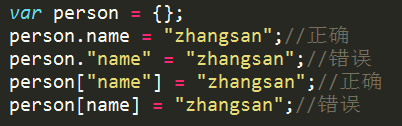 var person = {};
person.name = "zhangsan";//正确
person."name" = "zhangsan";//错误
person["name"] = "zhangsan";//正确
person[name] = "zhangsan";//错误